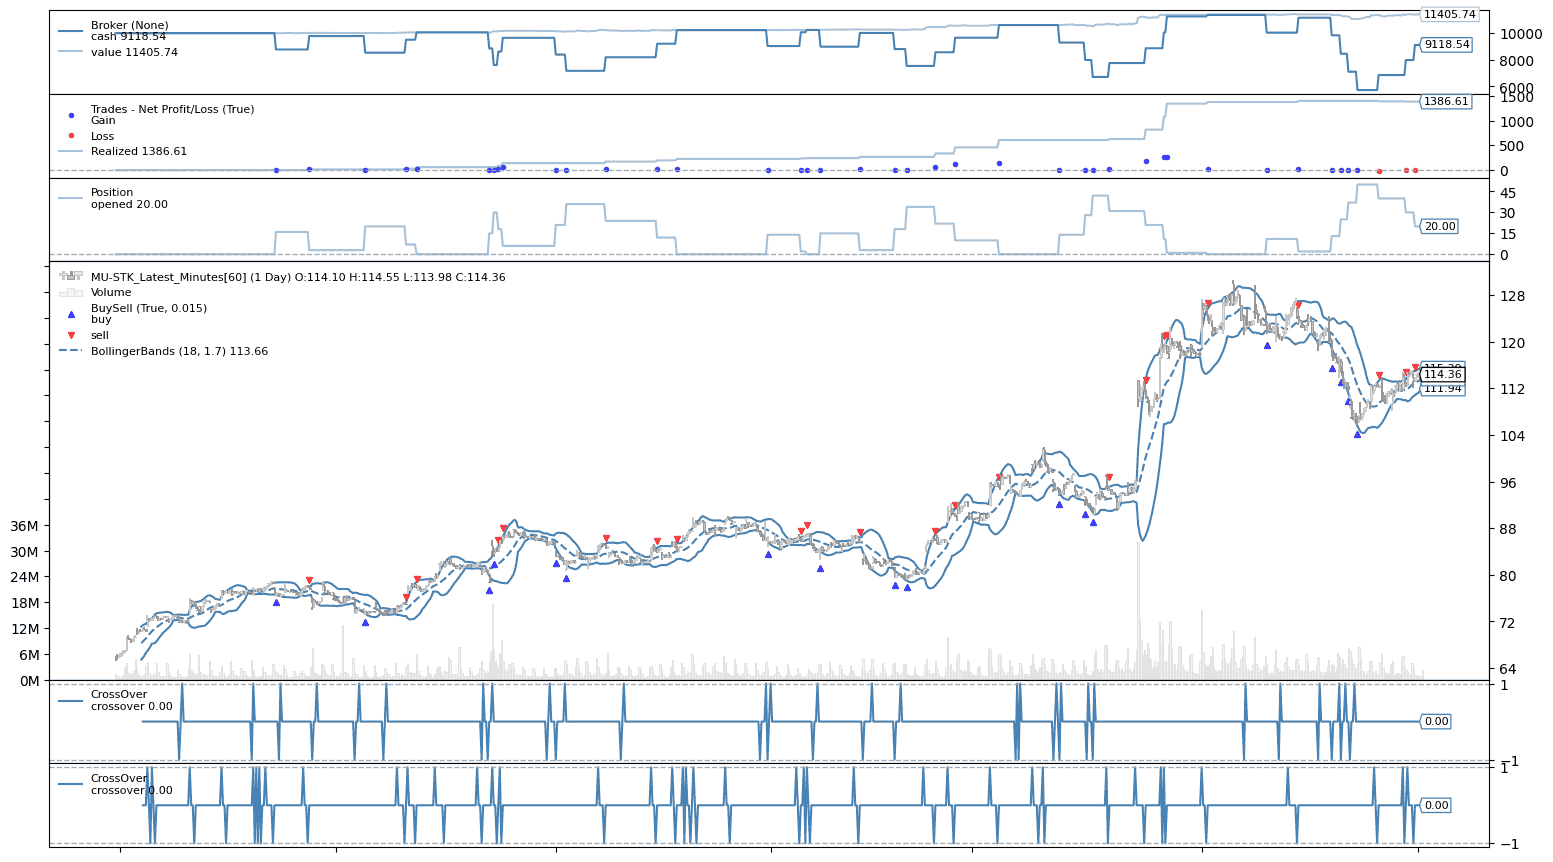 Broker (None)
cash 9118.54
value 11405.74
11405.74
10000
9118.54
8000
6000
Trades - Net Profit/Loss (True)
Gain
Loss
Realized 1386.61
1500
1386.61
1000
500
0
Position
opened 20.00
45
30
20.00
15
0
MU-STK_Latest_Minutes[60] (1 Day) O:114.10 H:114.55 L:113.98 C:114.36
Volume
BuySell (True, 0.015)
buy
sell
BollingerBands (18, 1.7) 113.66
128
120
114.36
111.94
112
104
96
88
80
72
64
36M
30M
24M
18M
12M
6M
0M
CrossOver
crossover 0.00
1
0.00
−1
CrossOver
crossover 0.00
1
0.00
−1